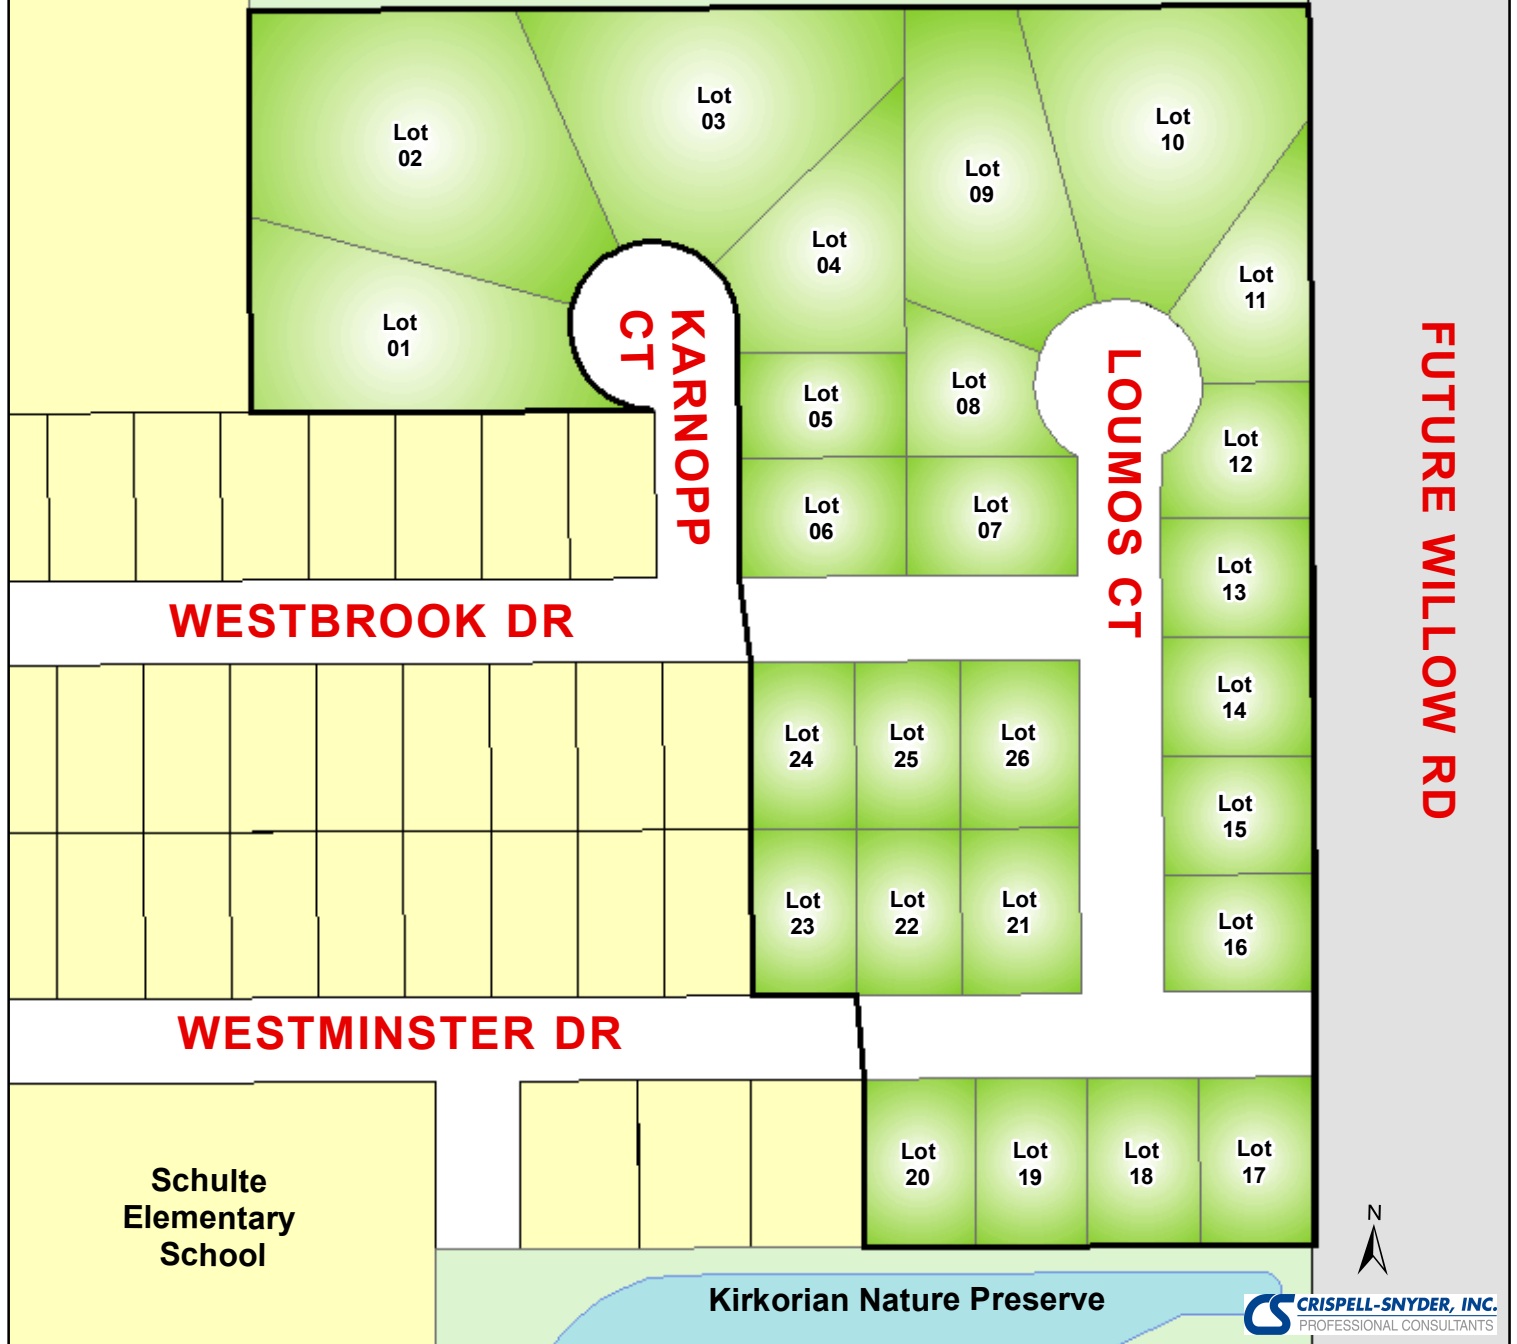 Lot
02
Lot
03
Lot
09
Lot
10
Lot
04
Lot
11
Lot
01
KARNOPP
CT
Lot
05
Lot
08
LOUMOS CT
Lot
12
FUTURE WILLOW RD
Lot
06
Lot
07
Lot
13
WESTBROOK DR
Lot
14
Lot
24
Lot
25
Lot
26
Lot
15
Lot
23
Lot
22
Lot
21
Lot
16
WESTMINSTER DR
Lot
20
Lot
19
Lot
18
Lot
17
Schulte
Elementary
School
N
Kirkorian Nature Preserve
CS CRISPELL-SNYDER, INC.
PROFESSIONAL CONSULTANTS